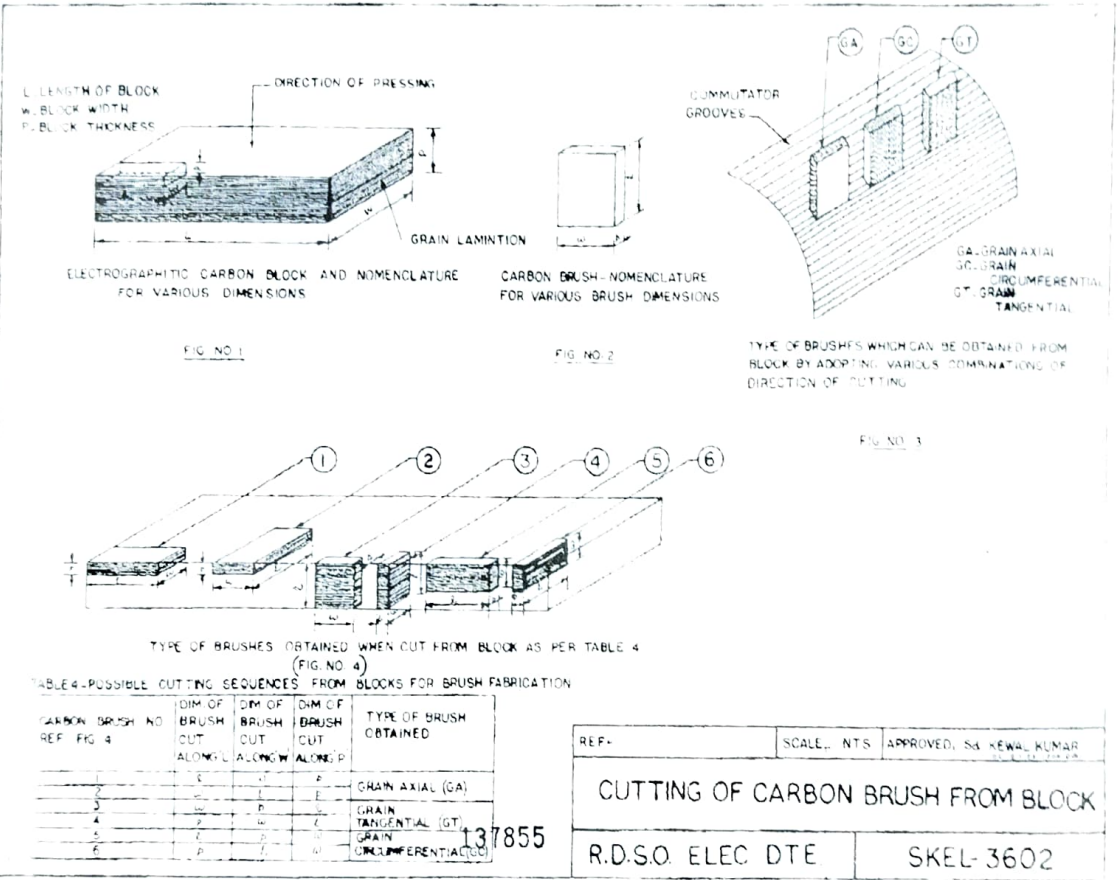 L. LENGTH OF BLOCK
W. BLOCK WIDTH
P. BLOCK THICKNESS
DIRECTION OF PRESSING
P
W
L
GRAIN LAMINTION
ELECTROGRAPHITIC CARBON BLOCK AND NOMENCLATURE
FOR VARIOUS DIMENSIONS
FIG. NO. 1
W
CARBON BRUSH-NOMENCLATURE
FOR VARIOUS BRUSH DIMENSIONS
FIG. NO. 2
GA
GC
GT
COMMUTATOR
GROOVES
GA-GRAIN AXIAL
GC-GRAIN
CIRCUMFERENTIAL
GT-GRAIN
TANGENTIAL
TYPE OF BRUSHES WHICH CAN BE OBTAINED FROM
BLOCK BY ADOPTING VARIOUS COMBINATIONS OF
DIRECTION OF CUTTING
FIG. NO. 3
1 2 3 4 5 6
TYPE OF BRUSHES OBTAINED WHEN CUT FROM BLOCK AS PER TABLE 4
(FIG. NO. 4)
TABLE 4-POSSIBLE CUTTING SEQUENCES FROM BLOCKS FOR BRUSH FABRICATION
CARBON BRUSH NO
REF FIG 4
DIM OF
BRUSH
CUT
ALONG 'L'
DIM OF
BRUSH
CUT
ALONG 'W'
DIM OF
BRUSH
CUT
ALONG 'P'
TYPE OF BRUSH
OBTAINED
1
2
GRAIN AXIAL (GA)
3
4
GRAIN
TANGENTIAL (GT)
5
6
GRAIN
CIRCUMFERENTIAL (GC)
137855
REF-
SCALE.. NTS
APPROVED, Sd. KEWAL KUMAR
CUTTING OF CARBON BRUSH FROM BLOCK
R.D.S.O. ELEC DTE
SKEL-3602